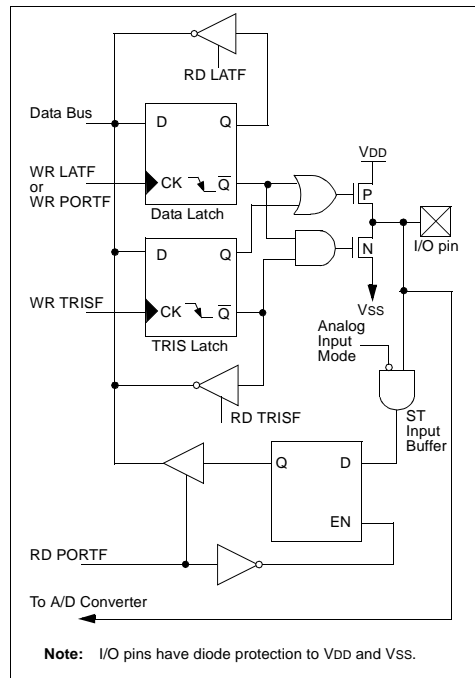 RD LATF
Data Bus
D
Q
VDD
WR LATF
or
WR PORTF
CK
Q
P
Data Latch
I/O pin
N
D
Q
WR TRISF
CK
Q
VSS
Analog
Input
Mode
TRIS Latch
ST
Input
Buffer
RD TRISF
Q
D
EN
RD PORTF
To A/D Converter
Note: I/O pins have diode protection to VDD and VSS.